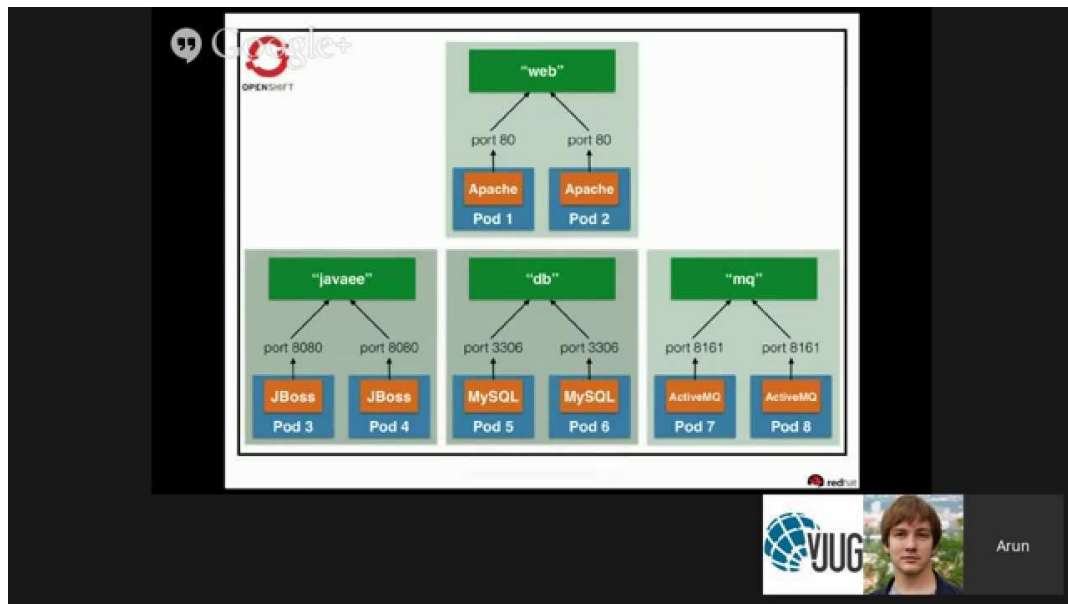 Google+
OPENSHIFT
“web”
port 80 port 80
Apache Apache
Pod 1 Pod 2
“javaee” “db” “mq”
port 8080 port 8080 port 3306 port 3306 port 8161 port 8161
JBoss JBoss MySQL MySQL ActiveMQ ActiveMQ
Pod 3 Pod 4 Pod 5 Pod 6 Pod 7 Pod 8
redhat
VJUG
Arun